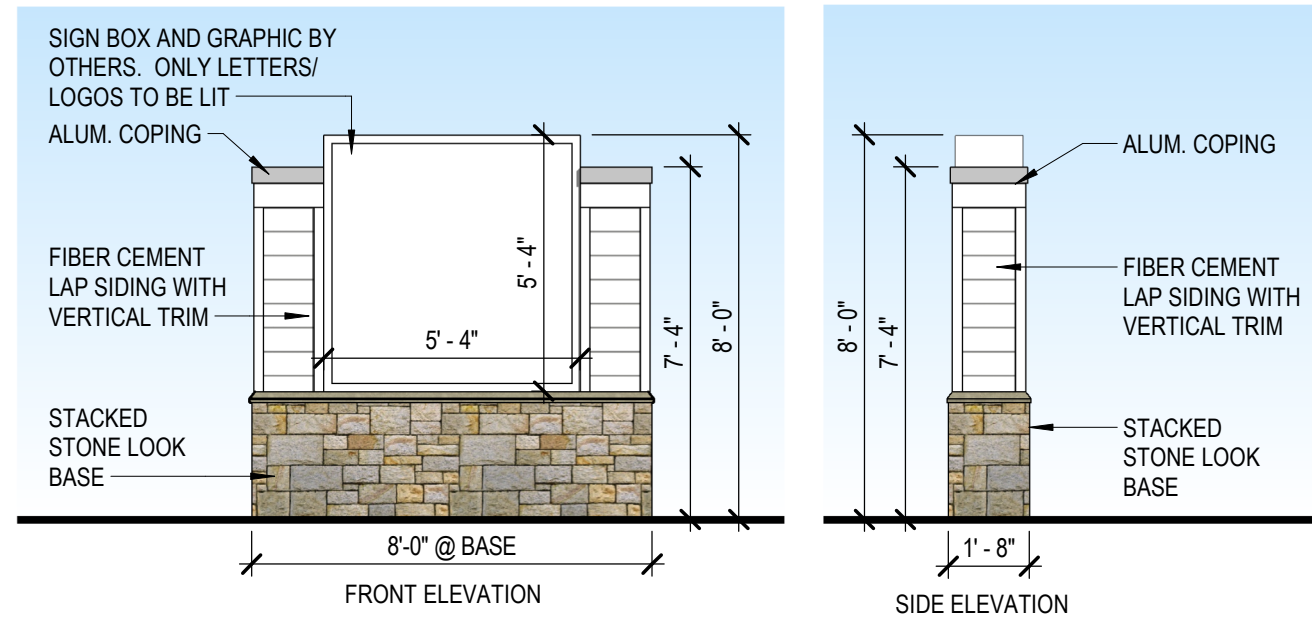 SIGN BOX AND GRAPHIC BY
OTHERS. ONLY LETTERS/
LOGOS TO BE LIT
ALUM. COPING
FIBER CEMENT
LAP SIDING WITH
VERTICAL TRIM
STACKED
STONE LOOK
BASE
5' - 4"
5' - 4"
7' - 4"
8' - 0"
8'-0" @ BASE
FRONT ELEVATION
8' - 0"
7' - 4"
ALUM. COPING
FIBER CEMENT
LAP SIDING WITH
VERTICAL TRIM
STACKED
STONE LOOK
BASE
1' - 8"
SIDE ELEVATION